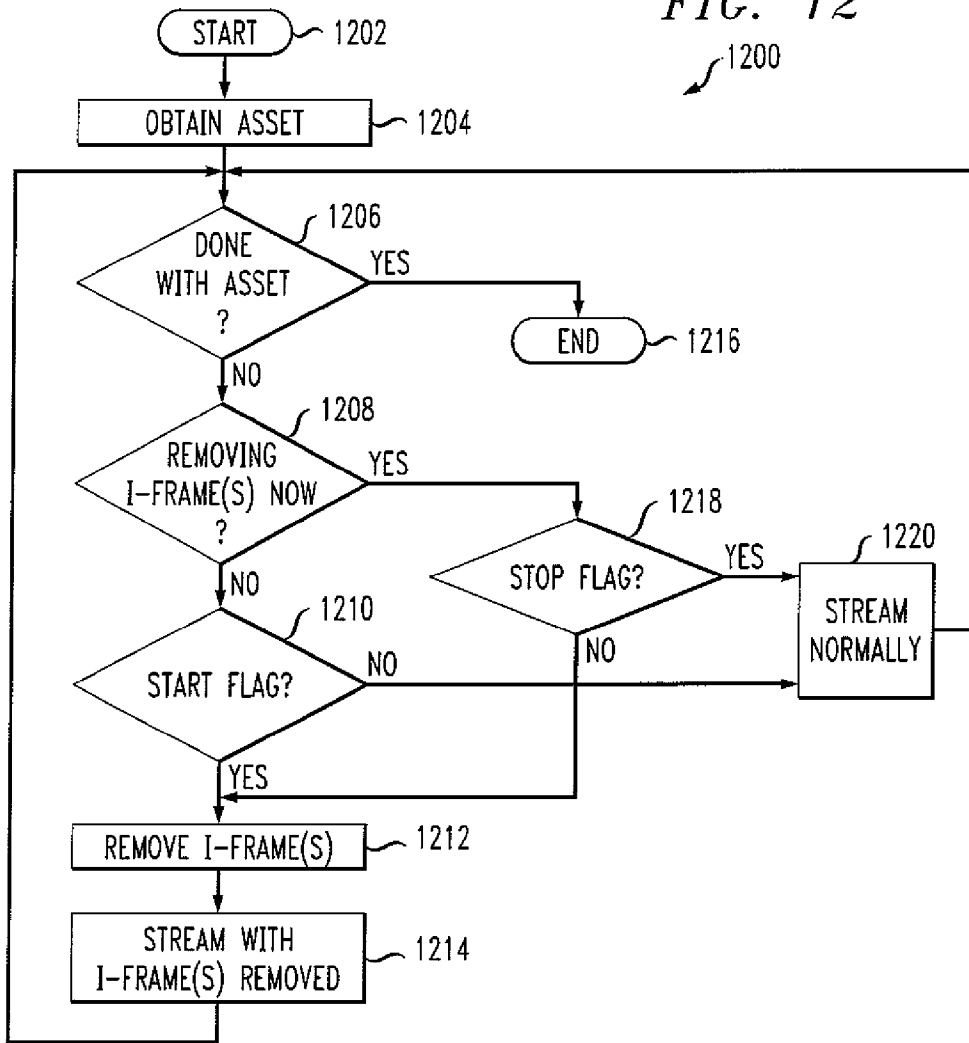 FIG. 12
START
1202
1200
OBTAIN ASSET
1204
1206
DONE
WITH ASSET
?
YES
END
1216
NO
1208
REMOVING
I-FRAME(S) NOW
?
YES
1218
STOP FLAG?
YES
1220
STREAM
NORMALLY
NO
NO
1210
START FLAG?
NO
YES
REMOVE I-FRAME(S)
1212
STREAM WITH
I-FRAME(S) REMOVED
1214